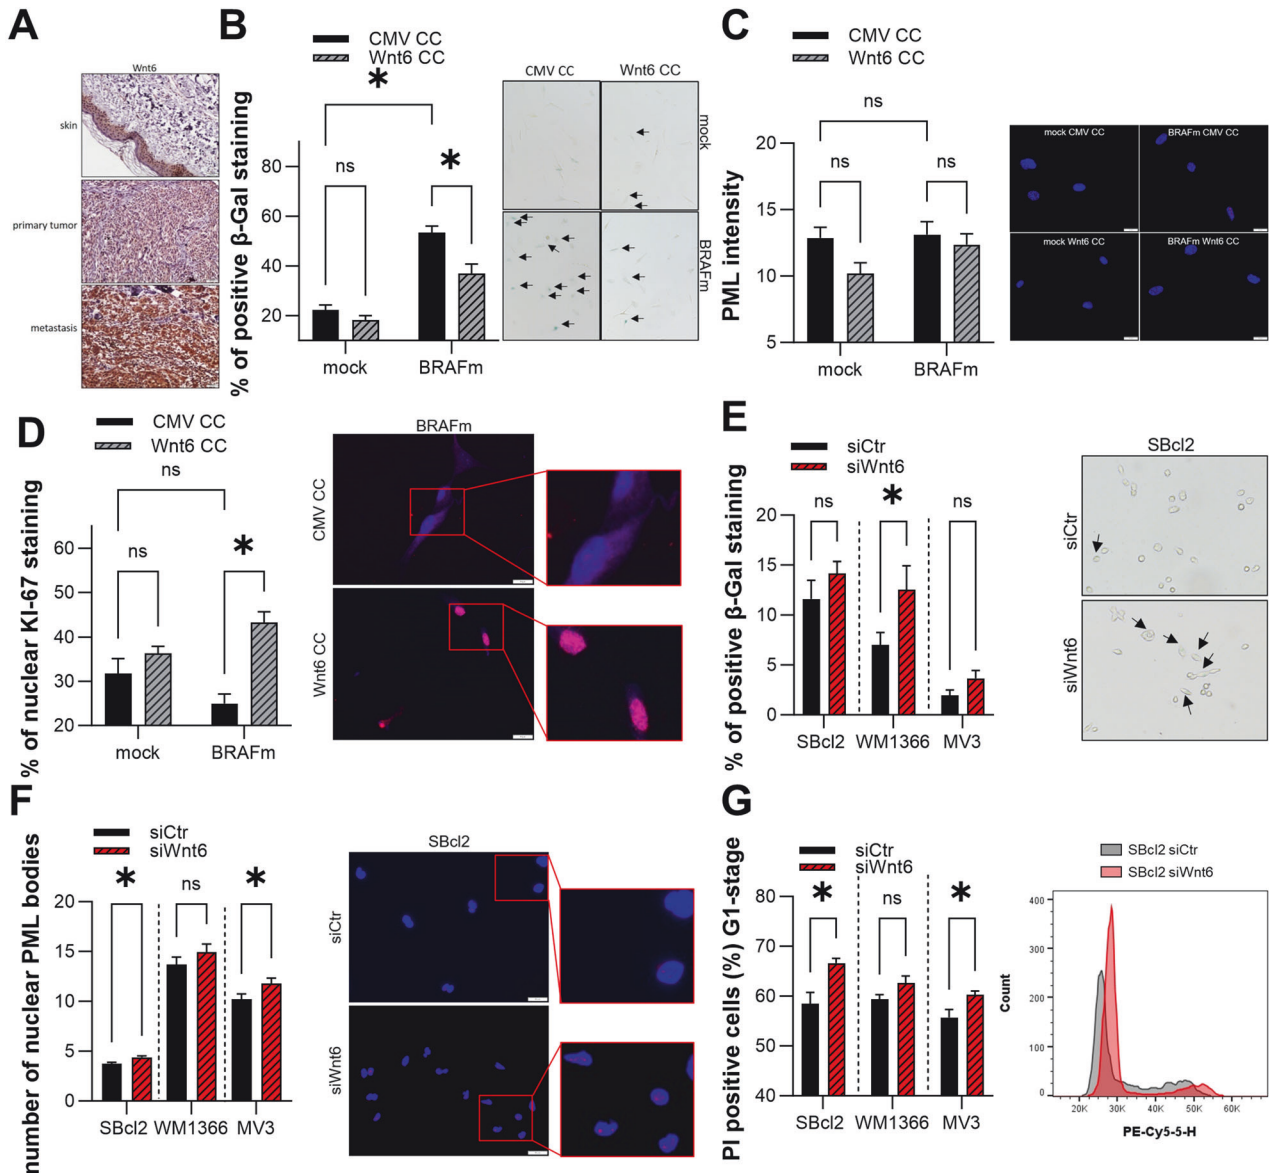 A
Wnt6
skin
primary tumor
metastasis
B
CMV CC
Wnt6 CC
*
ns
*
% of positive β-Gal staining
80
60
40
20
mock
BRAFm
CMV CC
Wnt6 CC
mock
BRAFm
C
CMV CC
Wnt6 CC
ns
ns
ns
PML intensity
20
15
10
5
mock
BRAFm
mock CMV CC
BRAFm CMV CC
mock Wnt6 CC
BRAFm Wnt6 CC
D
CMV CC
Wnt6 CC
ns
ns
*
% of nuclear KI-67 staining
60
50
40
30
20
mock
BRAFm
BRAFm
CMV CC
Wnt6 CC
E
siCtr
siWnt6
ns
*
ns
% of positive β-Gal staining
20
15
10
5
0
SBcl2
WM1366
MV3
SBcl2
siCtr
siWnt6
F
siCtr
siWnt6
*
ns
*
number of nuclear PML bodies
20
15
10
5
0
SBcl2
WM1366
MV3
SBcl2
siCtr
siWnt6
G
siCtr
siWnt6
*
ns
*
PI positive cells (%) G1-stage
80
70
60
50
40
SBcl2
WM1366
MV3
SBcl2 siCtr
SBcl2 siWnt6
Count
400
300
200
100
0
20K
30K
40K
50K
60K
PE-Cy5-5-H